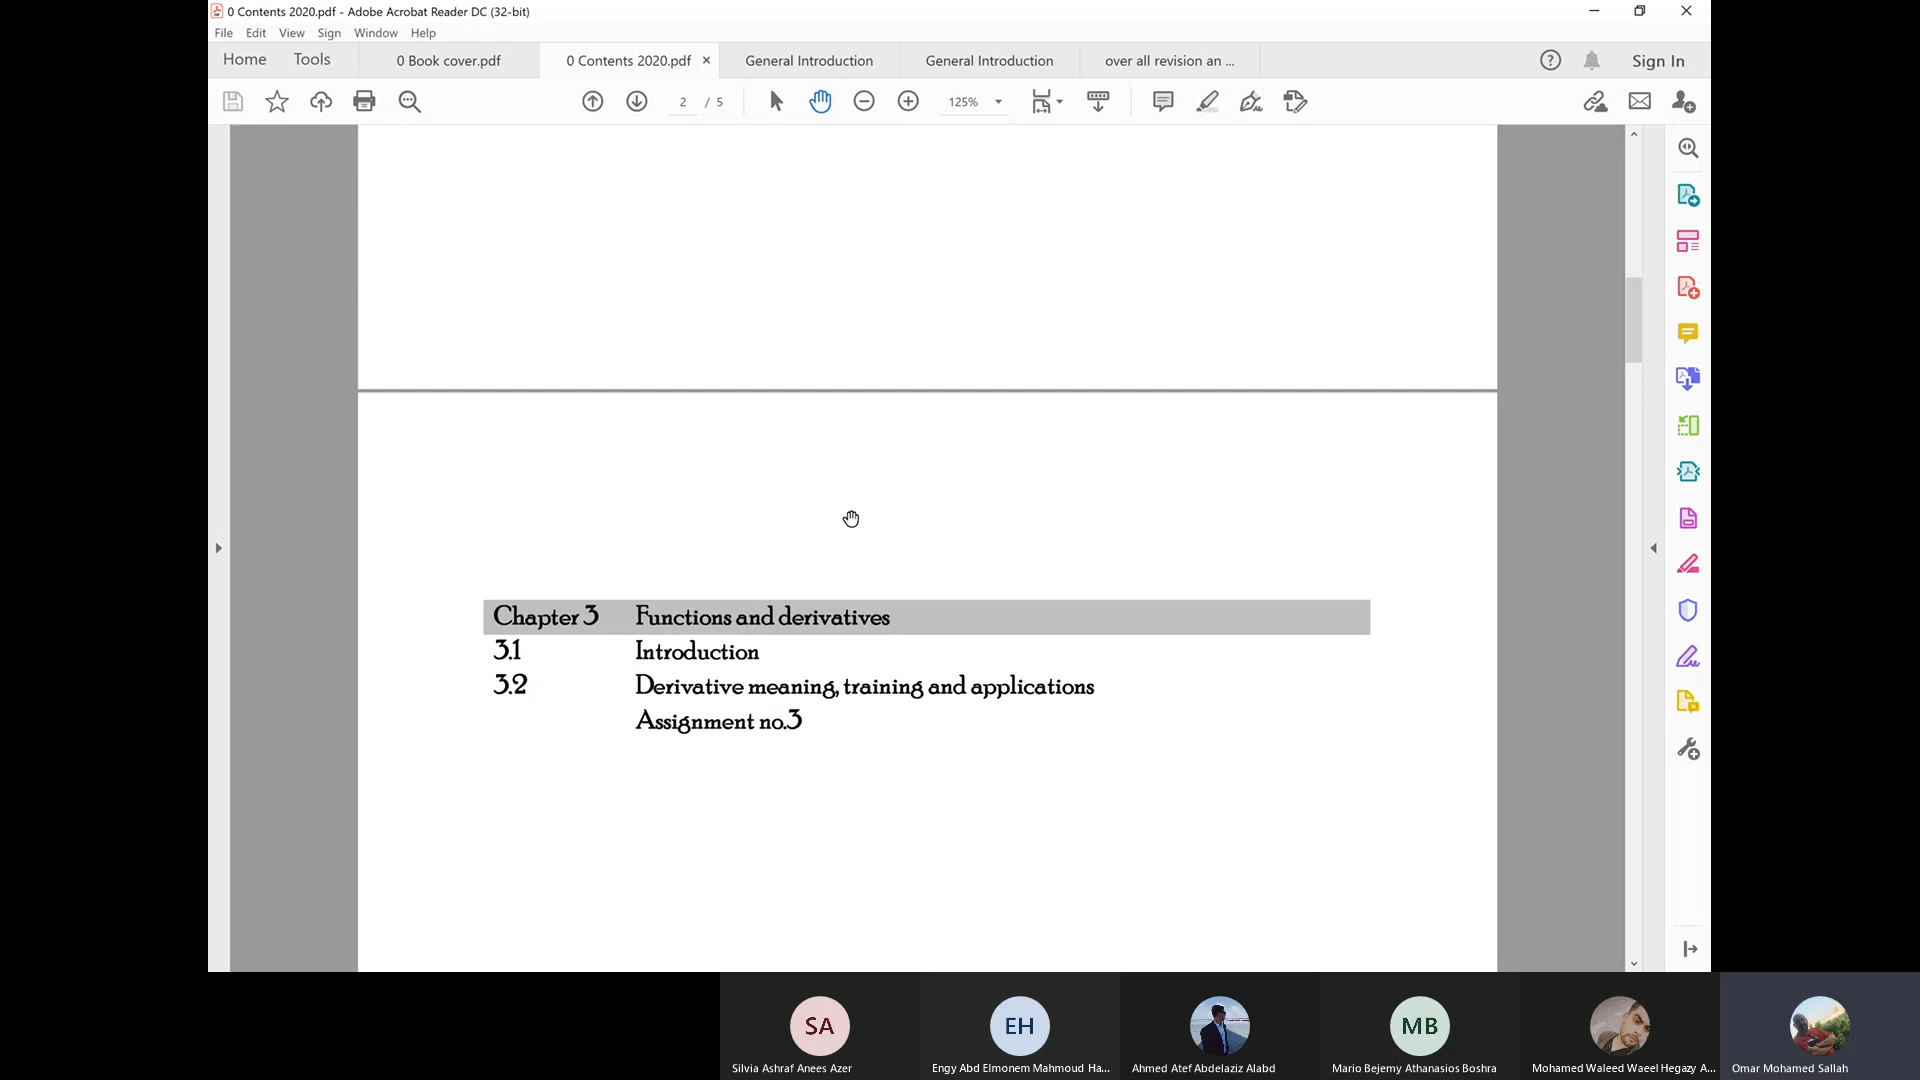 0 Contents 2020.pdf - Adobe Acrobat Reader DC (32-bit)
File Edit View Sign Window Help
Home Tools 0 Book cover.pdf 0 Contents 2020.pdf × General Introduction General Introduction over all revision an ... Sign In
2 / 5 125%
Chapter 3 Functions and derivatives
3.1 Introduction
3.2 Derivative meaning, training and applications
Assignment no.3
SA EH MB
Silvia Ashraf Anees Azer Engy Abd Elmonem Mahmoud Ha... Ahmed Atef Abdelaziz Alabd Mario Bejemy Athanasios Boshra Mohamed Waleed Waeel Hegazy A... Omar Mohamed Sallah